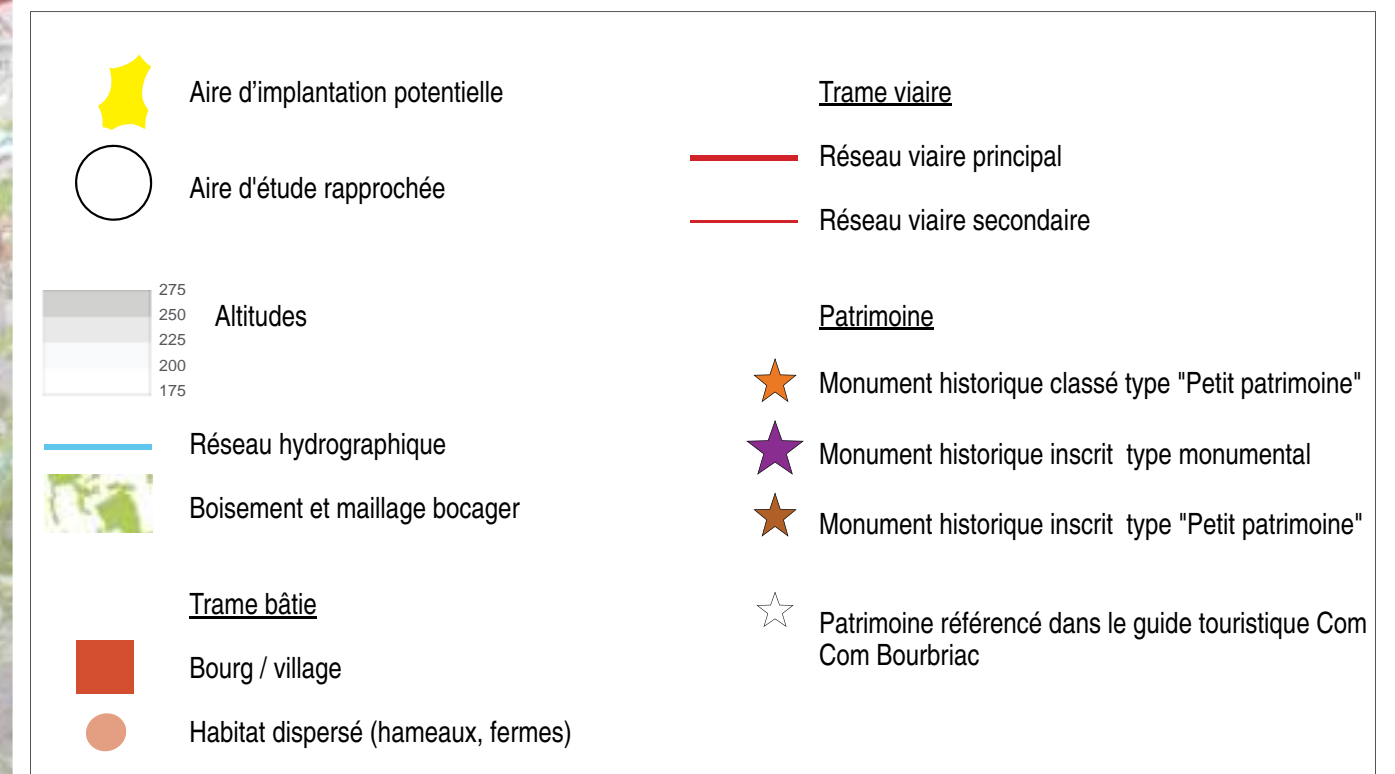 Aire d’implantation potentielle
Aire d'étude rapprochée
275
250
225
200
175
Altitudes
Réseau hydrographique
Boisement et maillage bocager
Trame bâtie
Bourg / village
Habitat dispersé (hameaux, fermes)
Trame viaire
Réseau viaire principal
Réseau viaire secondaire
Patrimoine
Monument historique classé type "Petit patrimoine"
Monument historique inscrit  type monumental
Monument historique inscrit  type "Petit patrimoine"
Patrimoine référencé dans le guide touristique Com
Com Bourbriac